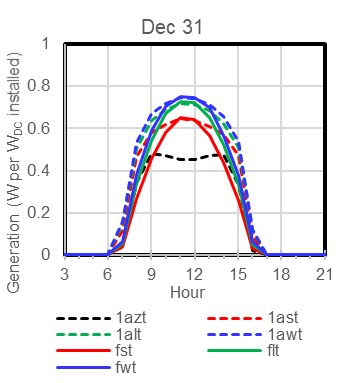 Dec 31
1
0.8
0.6
0.4
0.2
0
Generation (W per WDC installed)
3 6 9 12 15 18 21
Hour
1azt 1ast
1alt 1awt
fst flt
fwt